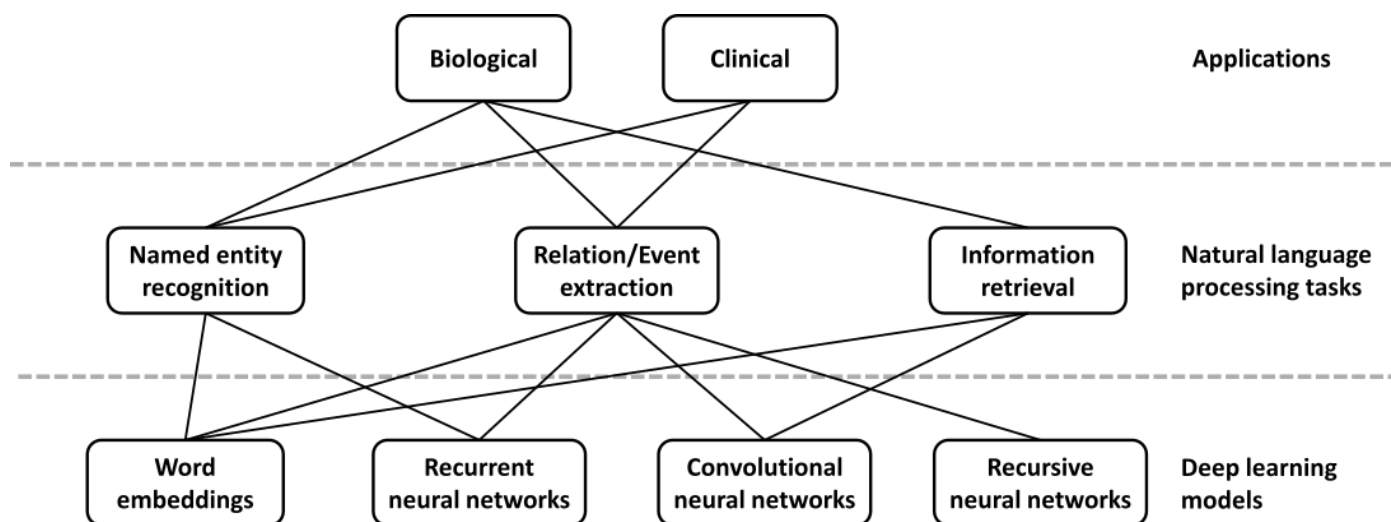 Biological
Clinical
Applications
Named entity
recognition
Relation/Event
extraction
Information
retrieval
Natural language
processing tasks
Word
embeddings
Recurrent
neural networks
Convolutional
neural networks
Recursive
neural networks
Deep learning
models